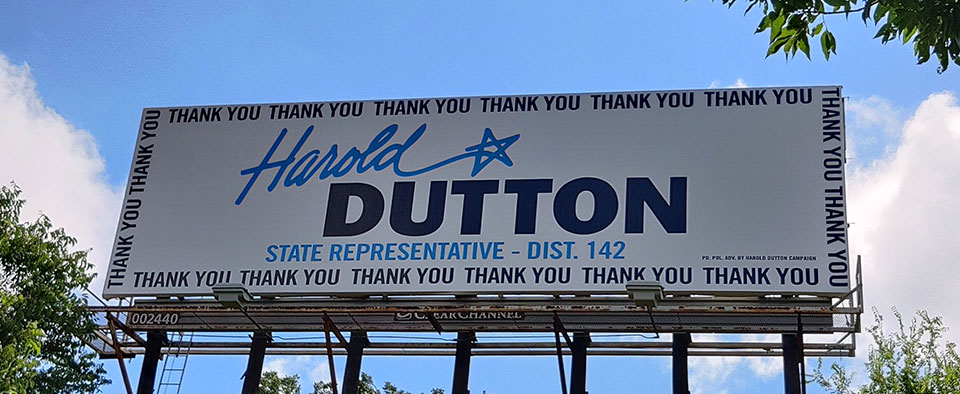 THANK YOU THANK YOU THANK YOU THANK YOU THANK YOU THANK YOU
THANK YOU THANK YOU
Harold
DUTTON
STATE REPRESENTATIVE - DIST. 142
PD. POL. ADV. BY HAROLD DUTTON CAMPAIGN
THANK YOU THANK YOU
THANK YOU THANK YOU THANK YOU THANK YOU THANK YOU THANK YOU
002440
CLEARCHANNEL